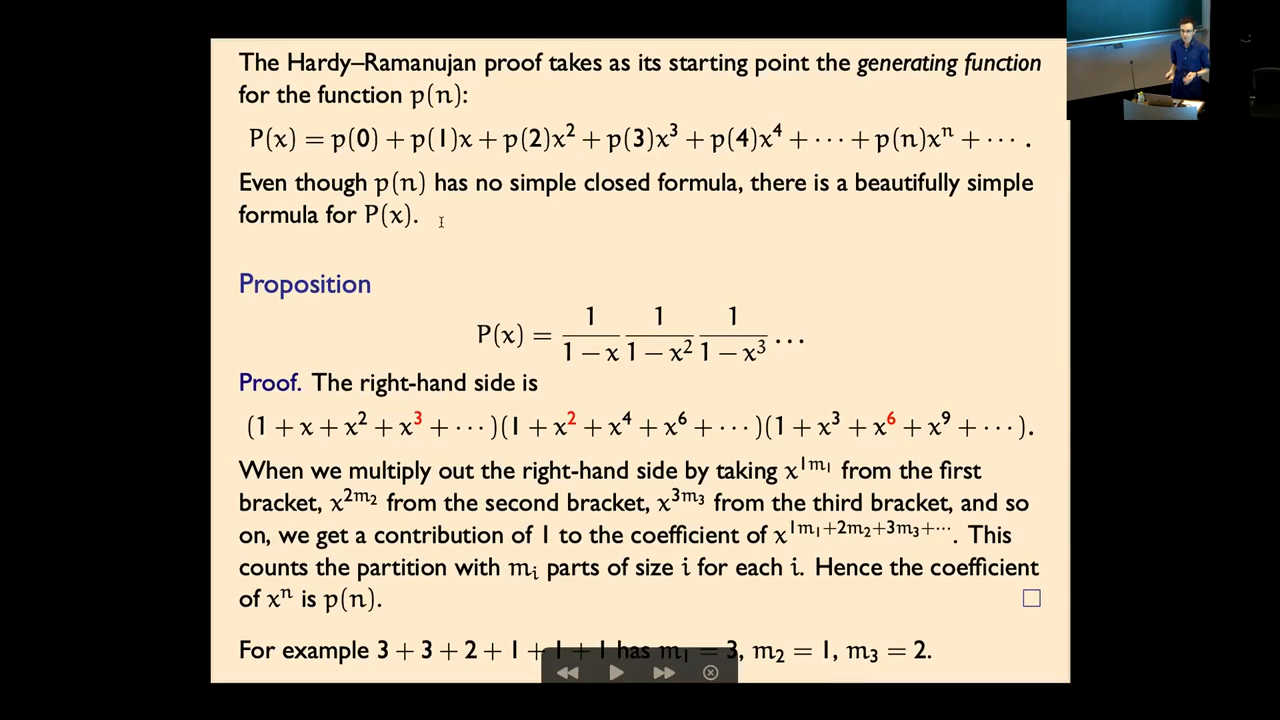 The Hardy–Ramanujan proof takes as its starting point the generating function
for the function p(n):
P(x) = p(0) + p(1)x + p(2)x² + p(3)x³ + p(4)x⁴ + ⋯ + p(n)xⁿ + ⋯ .
Even though p(n) has no simple closed formula, there is a beautifully simple
formula for P(x).
Proposition
P(x) = 1/(1 − x) 1/(1 − x²) 1/(1 − x³) …
Proof. The right-hand side is
(1 + x + x² + x³ + ⋯)(1 + x² + x⁴ + x⁶ + ⋯)(1 + x³ + x⁶ + x⁹ + ⋯).
When we multiply out the right-hand side by taking x^{1m₁} from the first
bracket, x^{2m₂} from the second bracket, x^{3m₃} from the third bracket, and so
on, we get a contribution of 1 to the coefficient of x^{1m₁+2m₂+3m₃+⋯}. This
counts the partition with mᵢ parts of size i for each i. Hence the coefficient
of xⁿ is p(n). □
For example 3 + 3 + 2 + 1 + 1 + 1 has m₁ = 3, m₂ = 1, m₃ = 2.